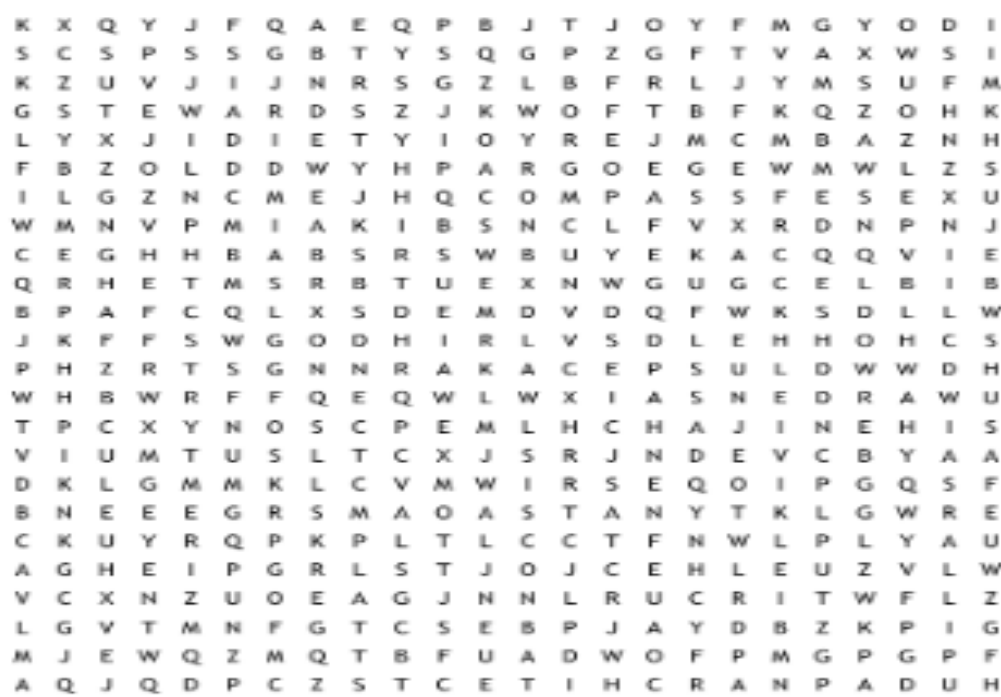 K X Q Y J F Q A E Q P B J T J O Y F M G Y O D I
S C S P S S G B T Y S Q G P Z G F T V A X W S I
K Z U V J I J N R S G Z L B F R L J Y M S U F M
G S T E W A R D S Z J K W O F T B F K Q Z O H K
L Y X J I D I E T Y I O Y R E J M C M B A Z N H
F B Z O L D D W Y H P A R G O E G E W M W L Z S
I L G Z N C M E J H Q C O M P A S S F E S E X U
W M N V P M I A K I B S N C L F V X R D N P N J
C E G H H B A B S R S W B U Y E K A C Q Q V I E
Q R H E T M S R B T U E X N W G U G C E L B I B
B P A F C Q L X S D E M D V D Q F W K S D L L W
J K F F S W G O D H I R L V S D L E H H O H C S
P H Z R T S G N N R A K A C E P S U L D W W D H
W H B W R F F Q E Q W L W X I A S N E D R A W U
T P C X Y N O S C P E M L H C H A J I N E H I S
V I U M T U S L T C X J S R J N D E V C B Y A A
D K L G M M K L C V M W I R S E Q O I P G Q S F
B N E E E G R S M A O A S T A N Y T K L G W R E
C K U Y R Q P K P L T L C C T F N W L P L Y A U
A G H E I P G R L S T J O J C E H L E U Z V L W
V C X N Z U O E A G J N N L R U C R I T W F L Z
L G V T M N F G T C S E B P J A Y D B Z K P I G
M J E W Q Z M Q T B F U A D W O F P M G P G P F
A Q J Q D P C Z S T C E T I H C R A N P A D U H